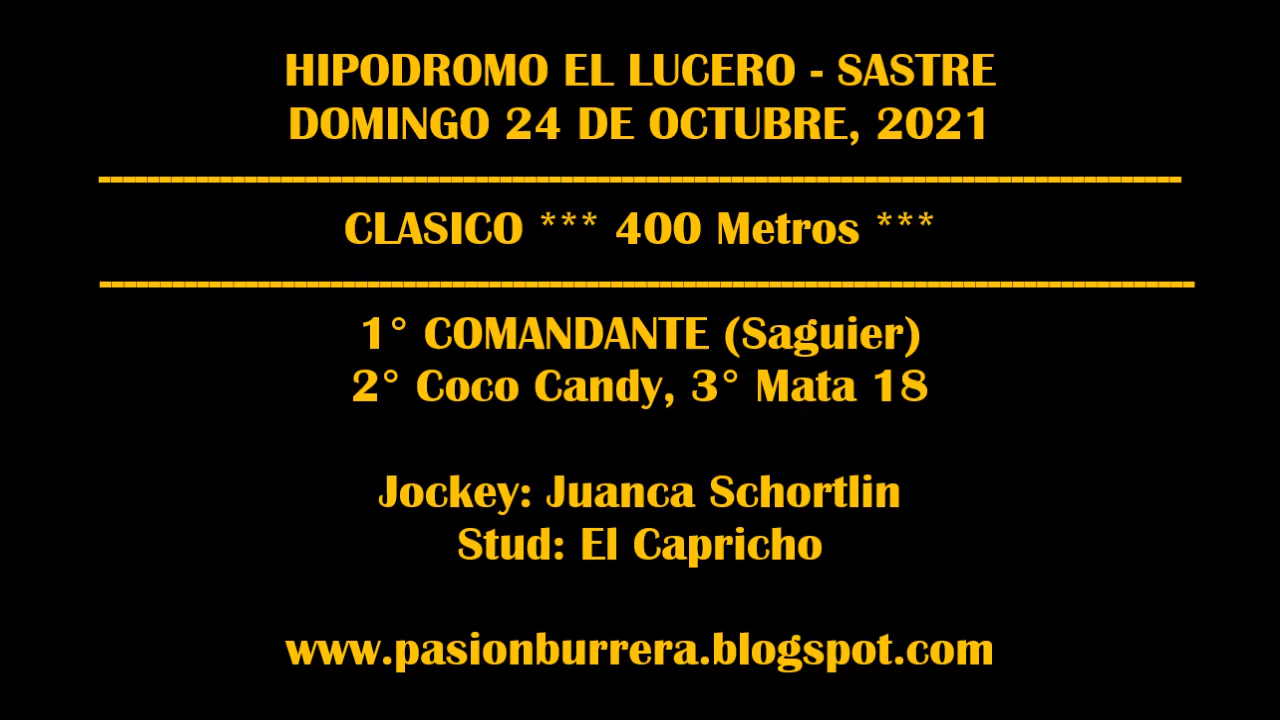 HIPODROMO EL LUCERO - SASTRE
DOMINGO 24 DE OCTUBRE, 2021
------------------------------------------------------------------------------------------
CLASICO *** 400 Metros ***
-------------------------------------------------------------------------------------------
1° COMANDANTE (Saguier)
2° Coco Candy, 3° Mata 18
Jockey: Juanca Schortlin
Stud: El Capricho
www.pasionburrera.blogspot.com